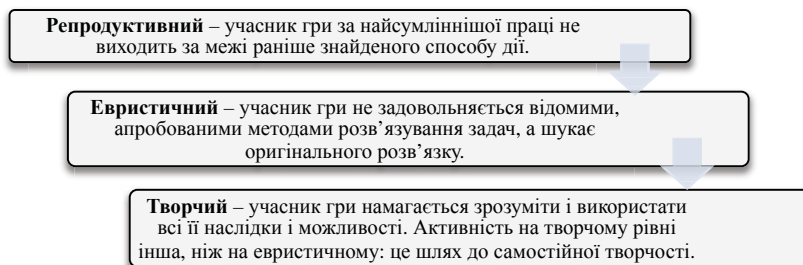 Репродуктивний – учасник гри за найсумліннішої праці не
виходить за межі раніше знайденого способу дії.
Евристичний – учасник гри не задовольняється відомими,
апробованими методами розв’язування задач, а шукає
оригінального розв’язку.
Творчий – учасник гри намагається зрозуміти і використати
всі її наслідки і можливості. Активність на творчому рівні
інша, ніж на евристичному: це шлях до самостійної творчості.